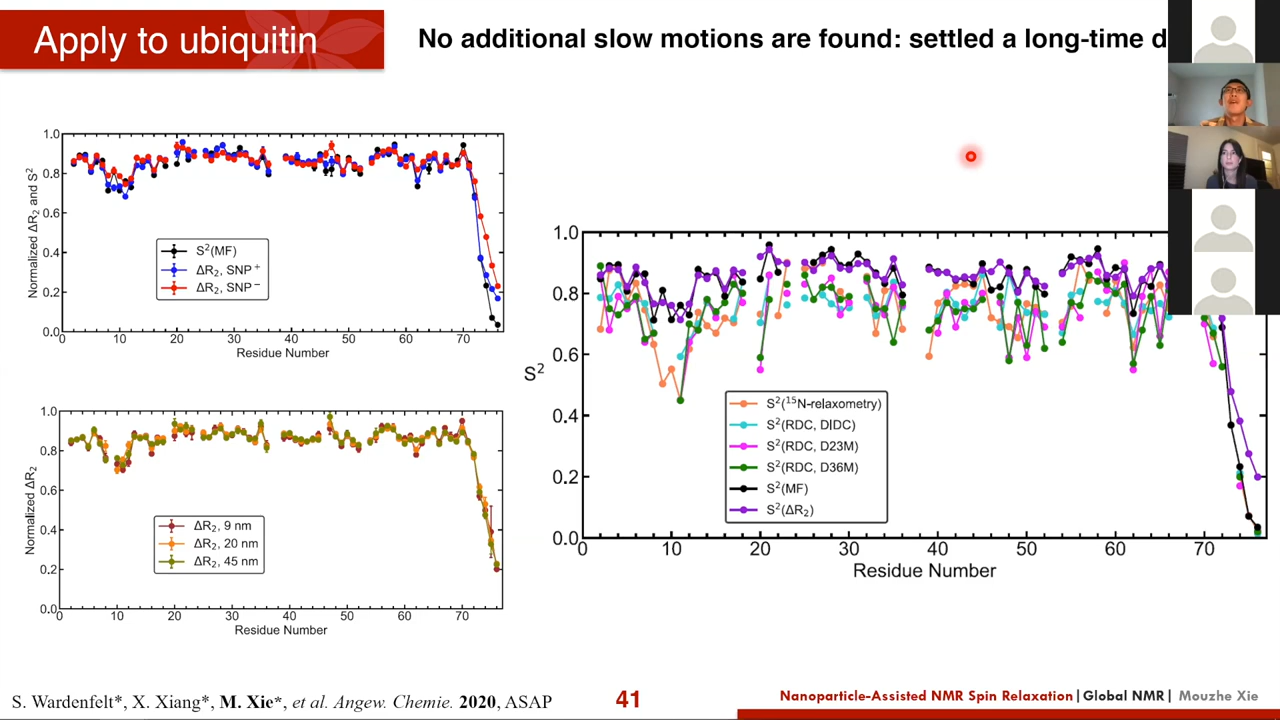 Apply to ubiquitin
No additional slow motions are found: settled a long-time d
1.0
0.8
0.6
0.4
0.2
0.0
Normalized ΔR₂ and S²
S²(MF)
ΔR₂, SNP⁺
ΔR₂, SNP⁻
0 10 20 30 40 50 60 70
Residue Number
1.0
0.8
0.6
0.4
0.2
0.0
Normalized ΔR₂
ΔR₂, 9 nm
ΔR₂, 20 nm
ΔR₂, 45 nm
0 10 20 30 40 50 60 70
Residue Number
1.0
0.8
0.6
0.4
0.2
0.0
S²
S²(¹⁵N-relaxometry)
S²(RDC, DIDC)
S²(RDC, D23M)
S²(RDC, D36M)
S²(MF)
S²(ΔR₂)
0 10 20 30 40 50 60 70
Residue Number
S. Wardenfelt*, X. Xiang*, M. Xie*, et al. Angew. Chemie. 2020, ASAP
41
Nanoparticle-Assisted NMR Spin Relaxation | Global NMR | Mouzhe Xie